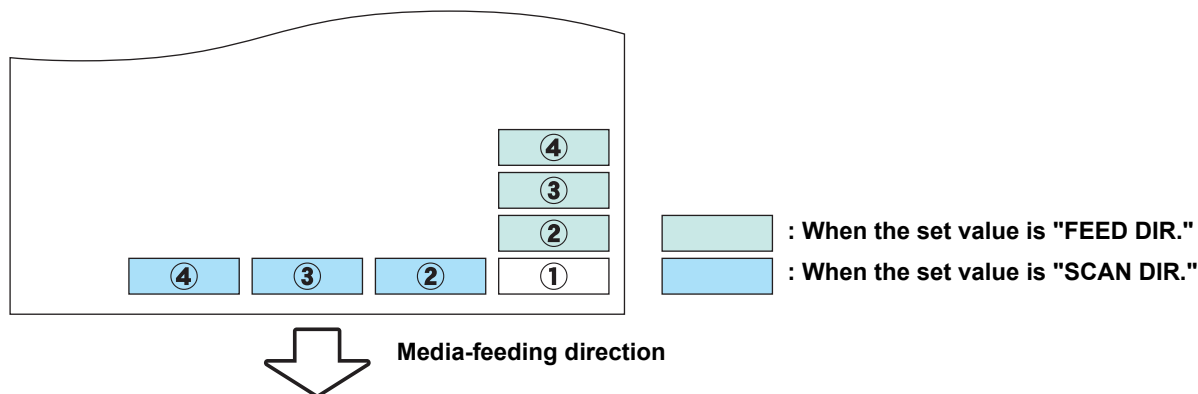 ④
③
② : When the set value is "FEED DIR."
④ ③ ② ① : When the set value is "SCAN DIR."
Media-feeding direction